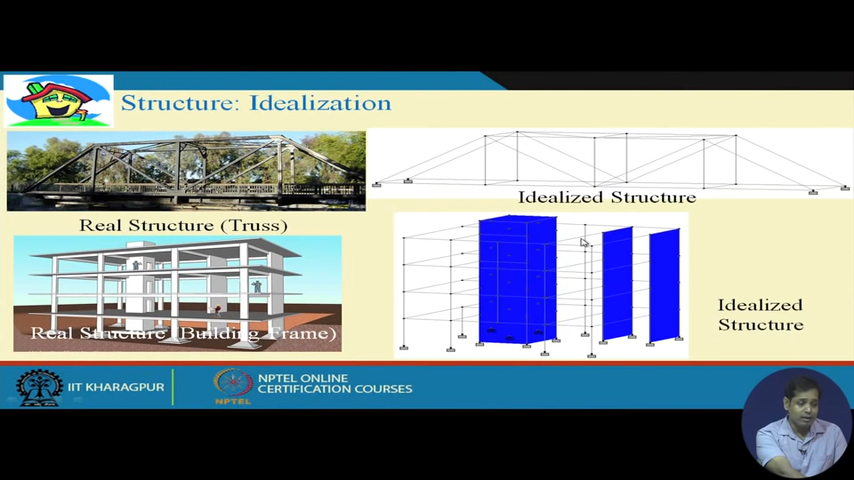 Structure: Idealization
Idealized Structure
Real Structure (Truss)
Real Structure (Building Frame)
Idealized
Structure
IIT KHARAGPUR
NPTEL
NPTEL ONLINE
CERTIFICATION COURSES